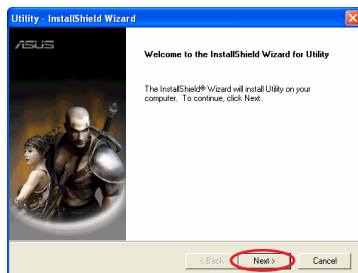 Utility - InstallShield Wizard
ASUS
Welcome to the InstallShield Wizard for Utility
The InstallShield® Wizard will install Utility on your
computer. To continue, click Next.
< Back
Next >
Cancel